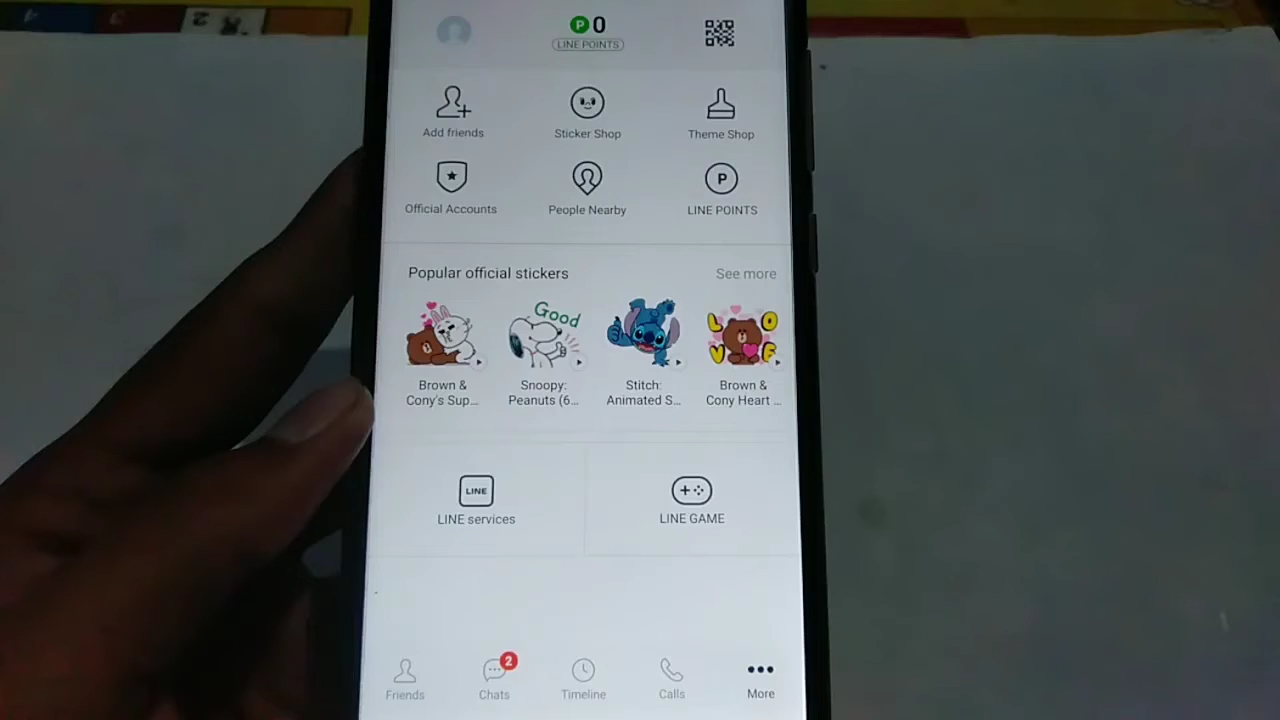 P 0
LINE POINTS
Add friends
Sticker Shop
Theme Shop
Official Accounts
People Nearby
P
LINE POINTS
Popular official stickers
See more
Good
L O
V E
Brown &
Cony's Sup...
Snoopy:
Peanuts (6...
Stitch:
Animated S...
Brown &
Cony Heart ...
LINE
LINE services
LINE GAME
2
Friends
Chats
Timeline
Calls
More